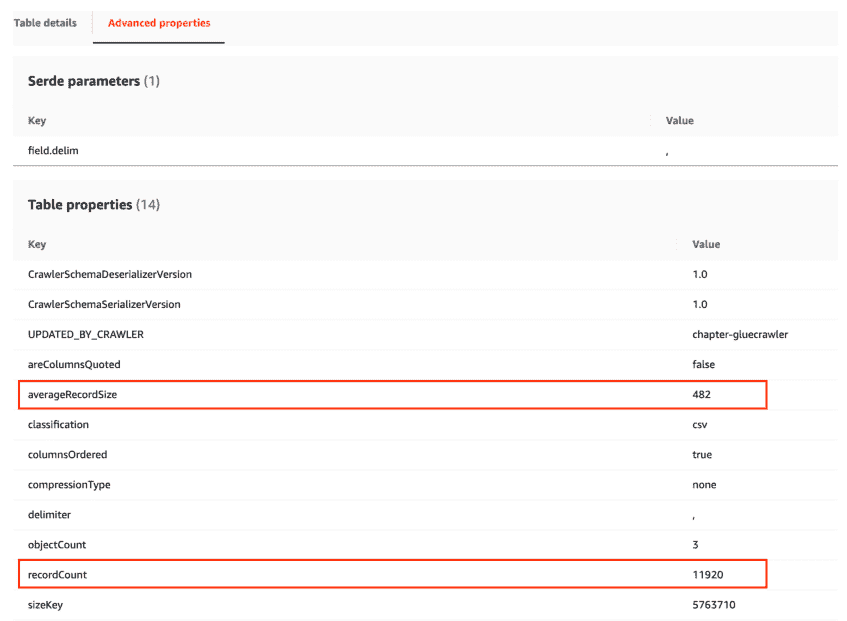 Table details Advanced properties
Serde parameters (1)
Key Value
field.delim ,
Table properties (14)
Key Value
CrawlerSchemaDeserializerVersion 1.0
CrawlerSchemaSerializerVersion 1.0
UPDATED_BY_CRAWLER chapter-gluecrawler
areColumnsQuoted false
averageRecordSize 482
classification csv
columnsOrdered true
compressionType none
delimiter ,
objectCount 3
recordCount 11920
sizeKey 5763710